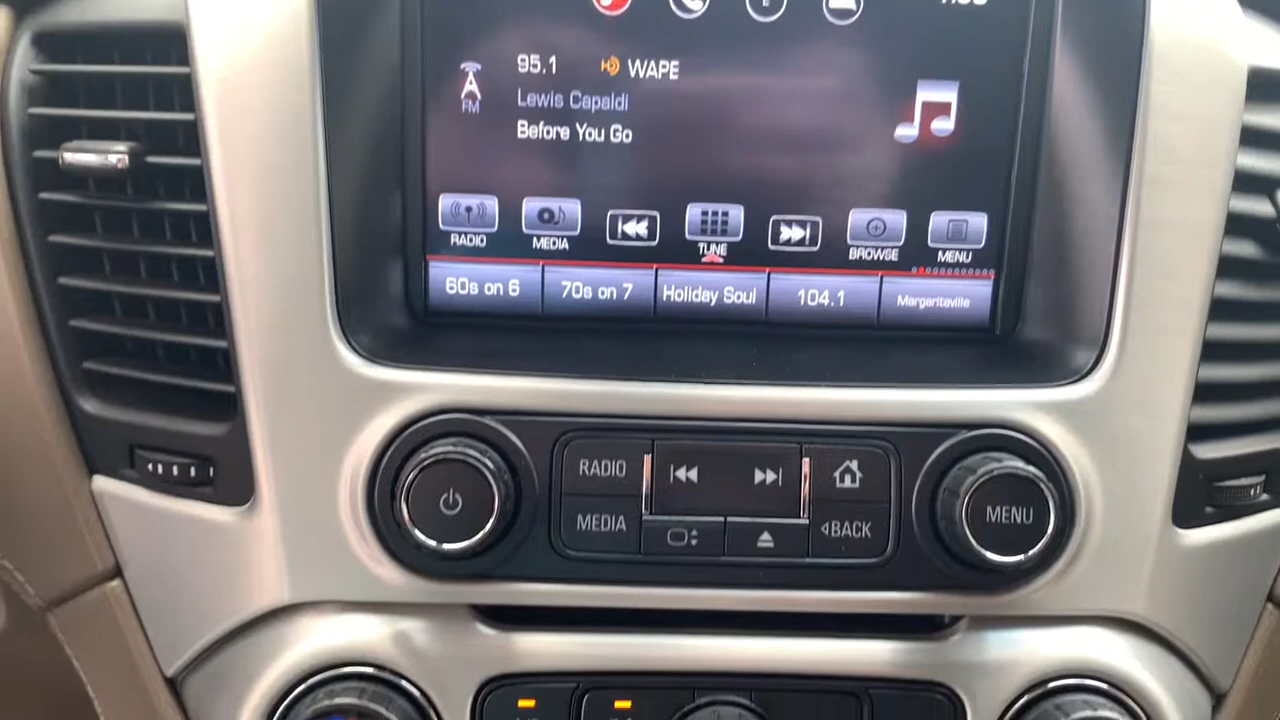 95.1 HD WAPE
FM
Lewis Capaldi
Before You Go
RADIO MEDIA TUNE BROWSE MENU
60s on 6 70s on 7 Holiday Soul 104.1 Margaritaville
RADIO
MEDIA
BACK
MENU